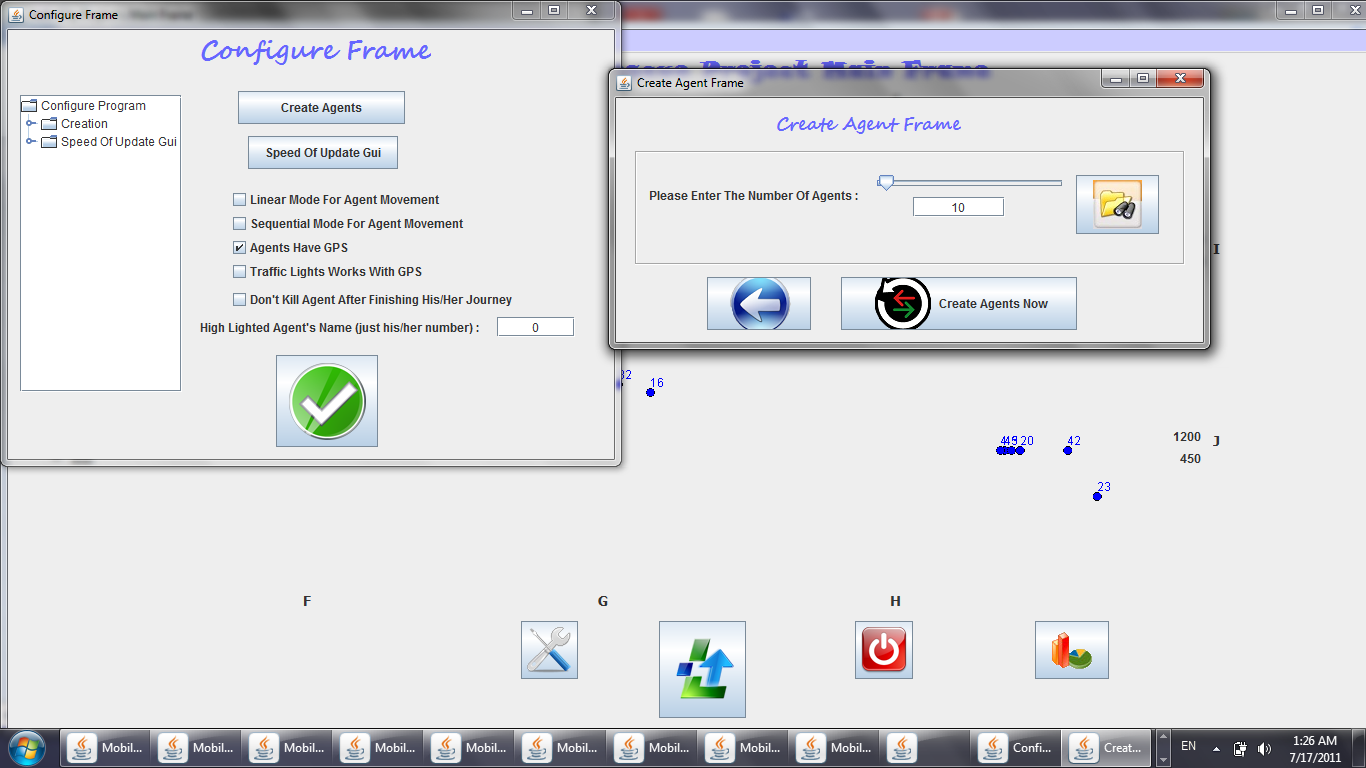 Configure Frame
Configure Frame
Configure Program
Creation
Speed Of Update Gui
Create Agents
Speed Of Update Gui
Linear Mode For Agent Movement
Sequential Mode For Agent Movement
Agents Have GPS
Traffic Lights Works With GPS
Don't Kill Agent After Finishing His/Her Journey
High Lighted Agent's Name (just his/her number) :
0
Project Main Frame
Create Agent Frame
Create Agent Frame
Please Enter The Number Of Agents :
10
Create Agents Now
I
32
16
20
42
1200
J
450
23
F
G
H
Mobil...
Mobil...
Mobil...
Mobil...
Mobil...
Mobil...
Mobil...
Mobil...
Mobil...
Confi...
Creat...
EN
1:26 AM
7/17/2011